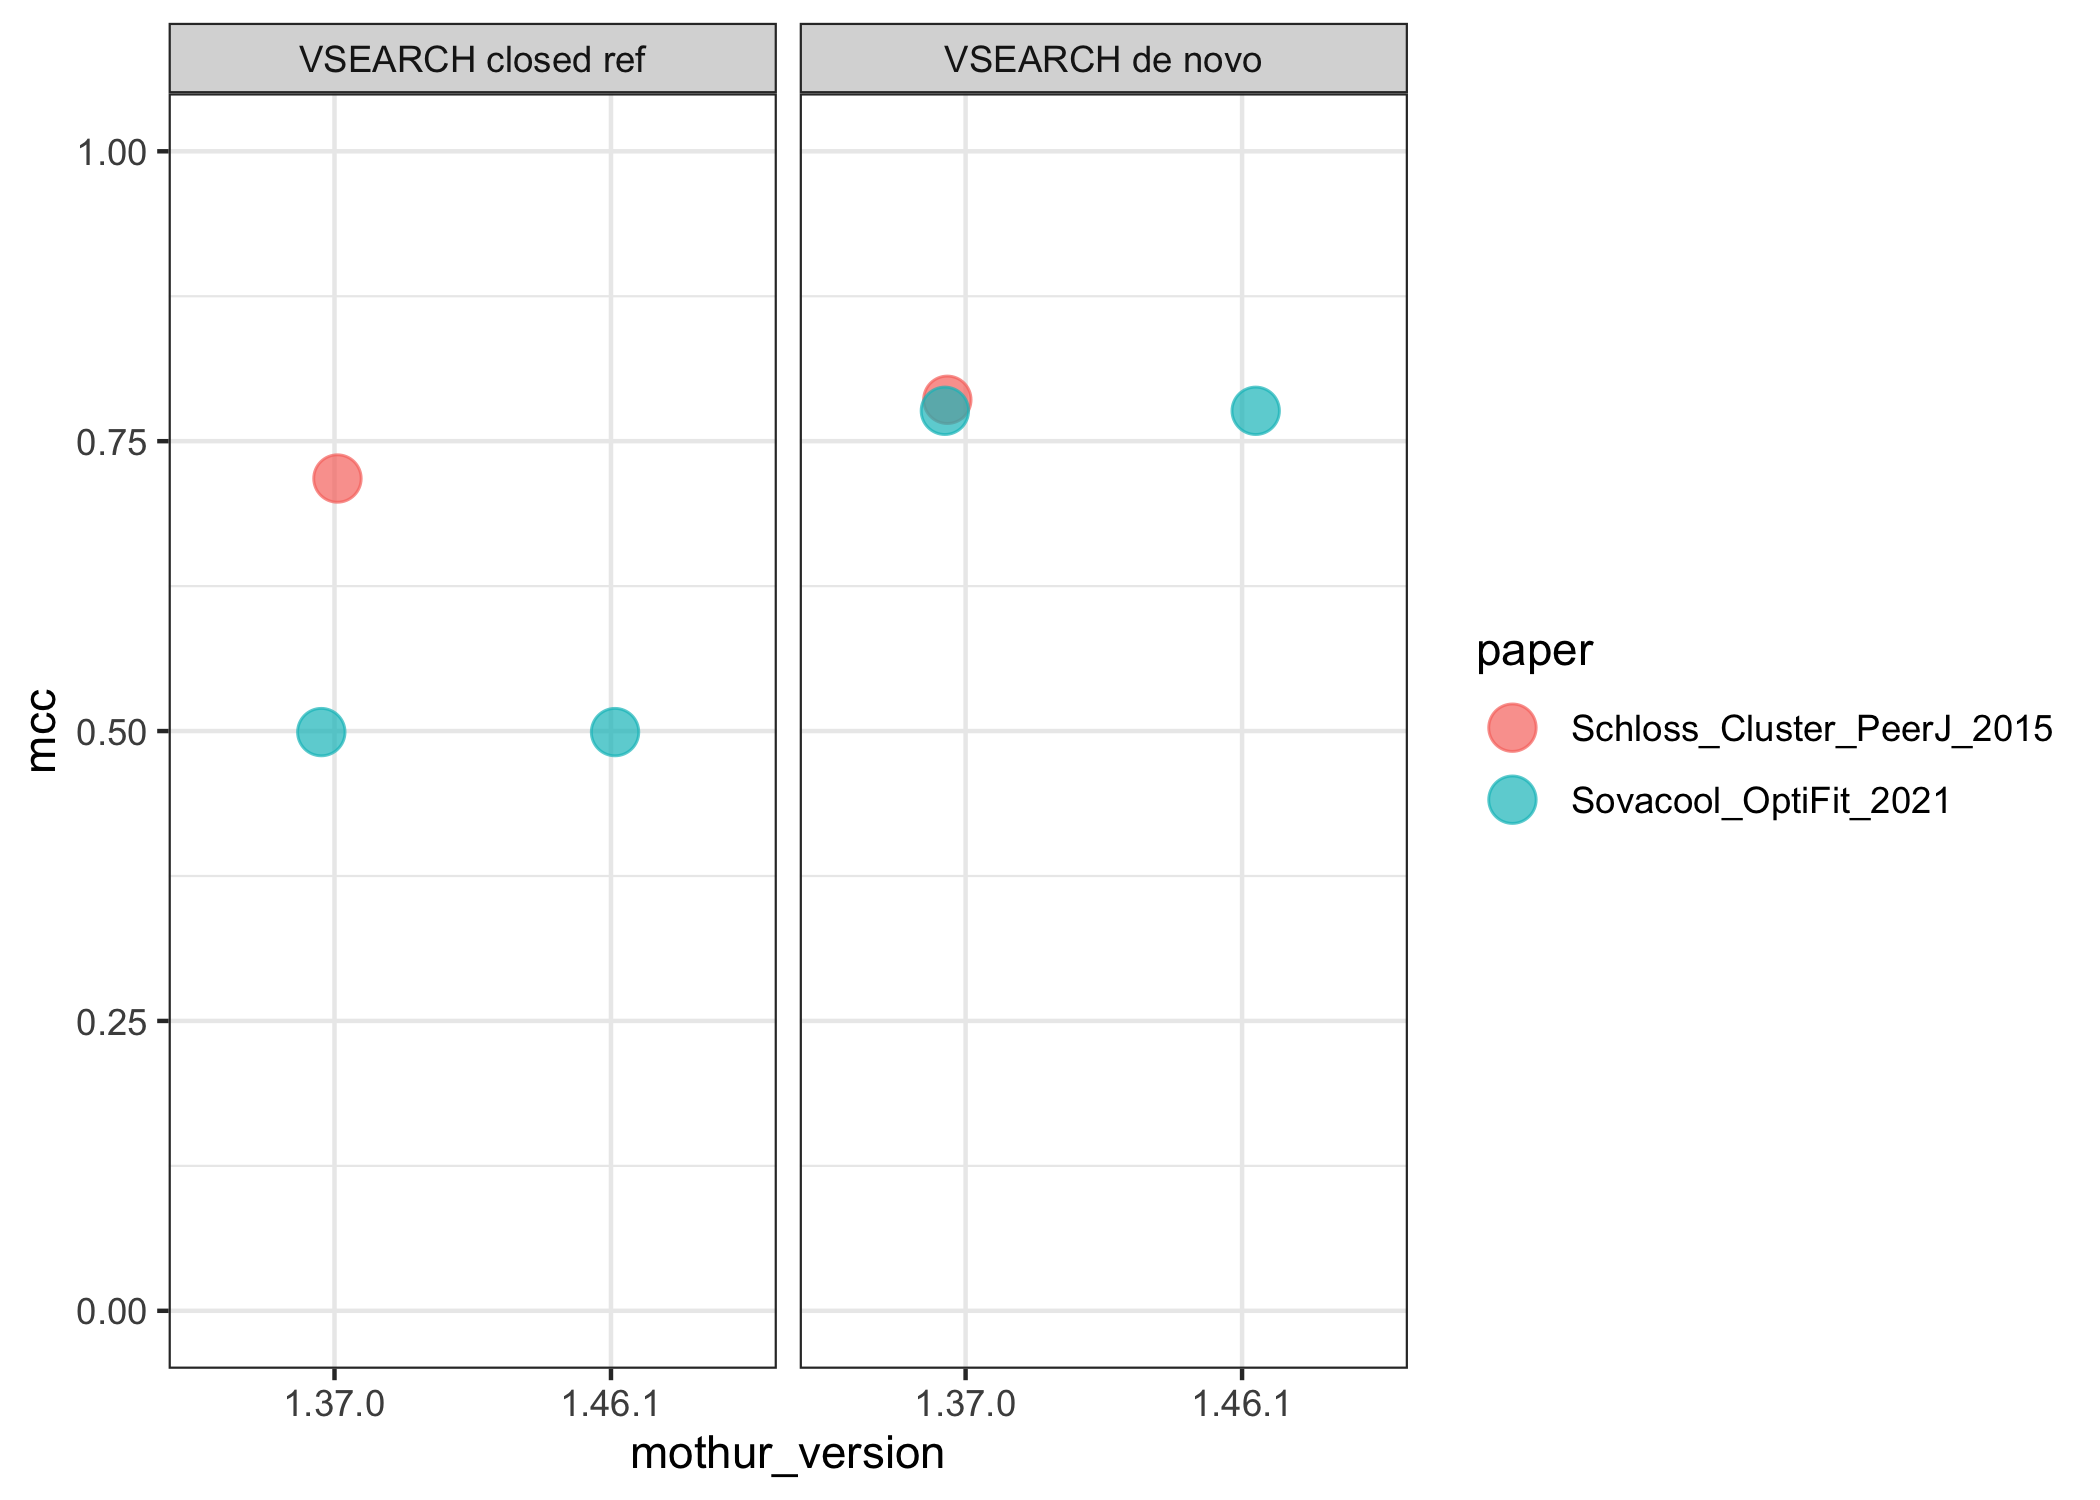 VSEARCH closed ref
VSEARCH de novo
1.00
0.75
0.50
0.25
0.00
mcc
1.37.0
1.46.1
1.37.0
1.46.1
mothur_version
paper
Schloss_Cluster_PeerJ_2015
Sovacool_OptiFit_2021